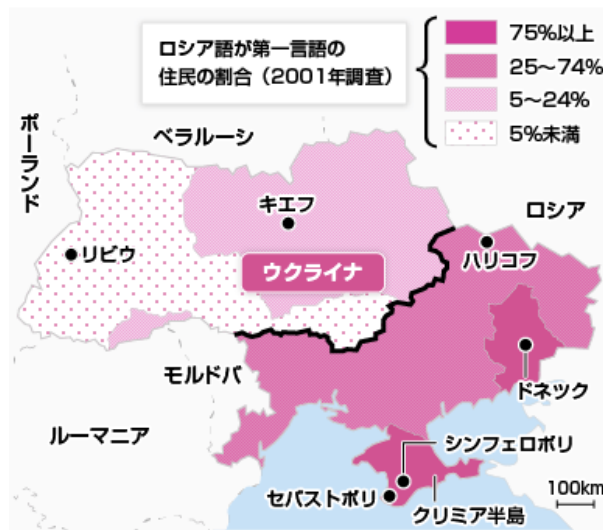 ロシア語が第一言語の
住民の割合（2001年調査）
75%以上
25〜74%
5〜24%
5%未満
ポーランド
ベラルーシ
ロシア
キエフ
リビウ
ハリコフ
ウクライナ
モルドバ
ドネツク
ルーマニア
シンフェロポリ
セバストポリ
クリミア半島
100km